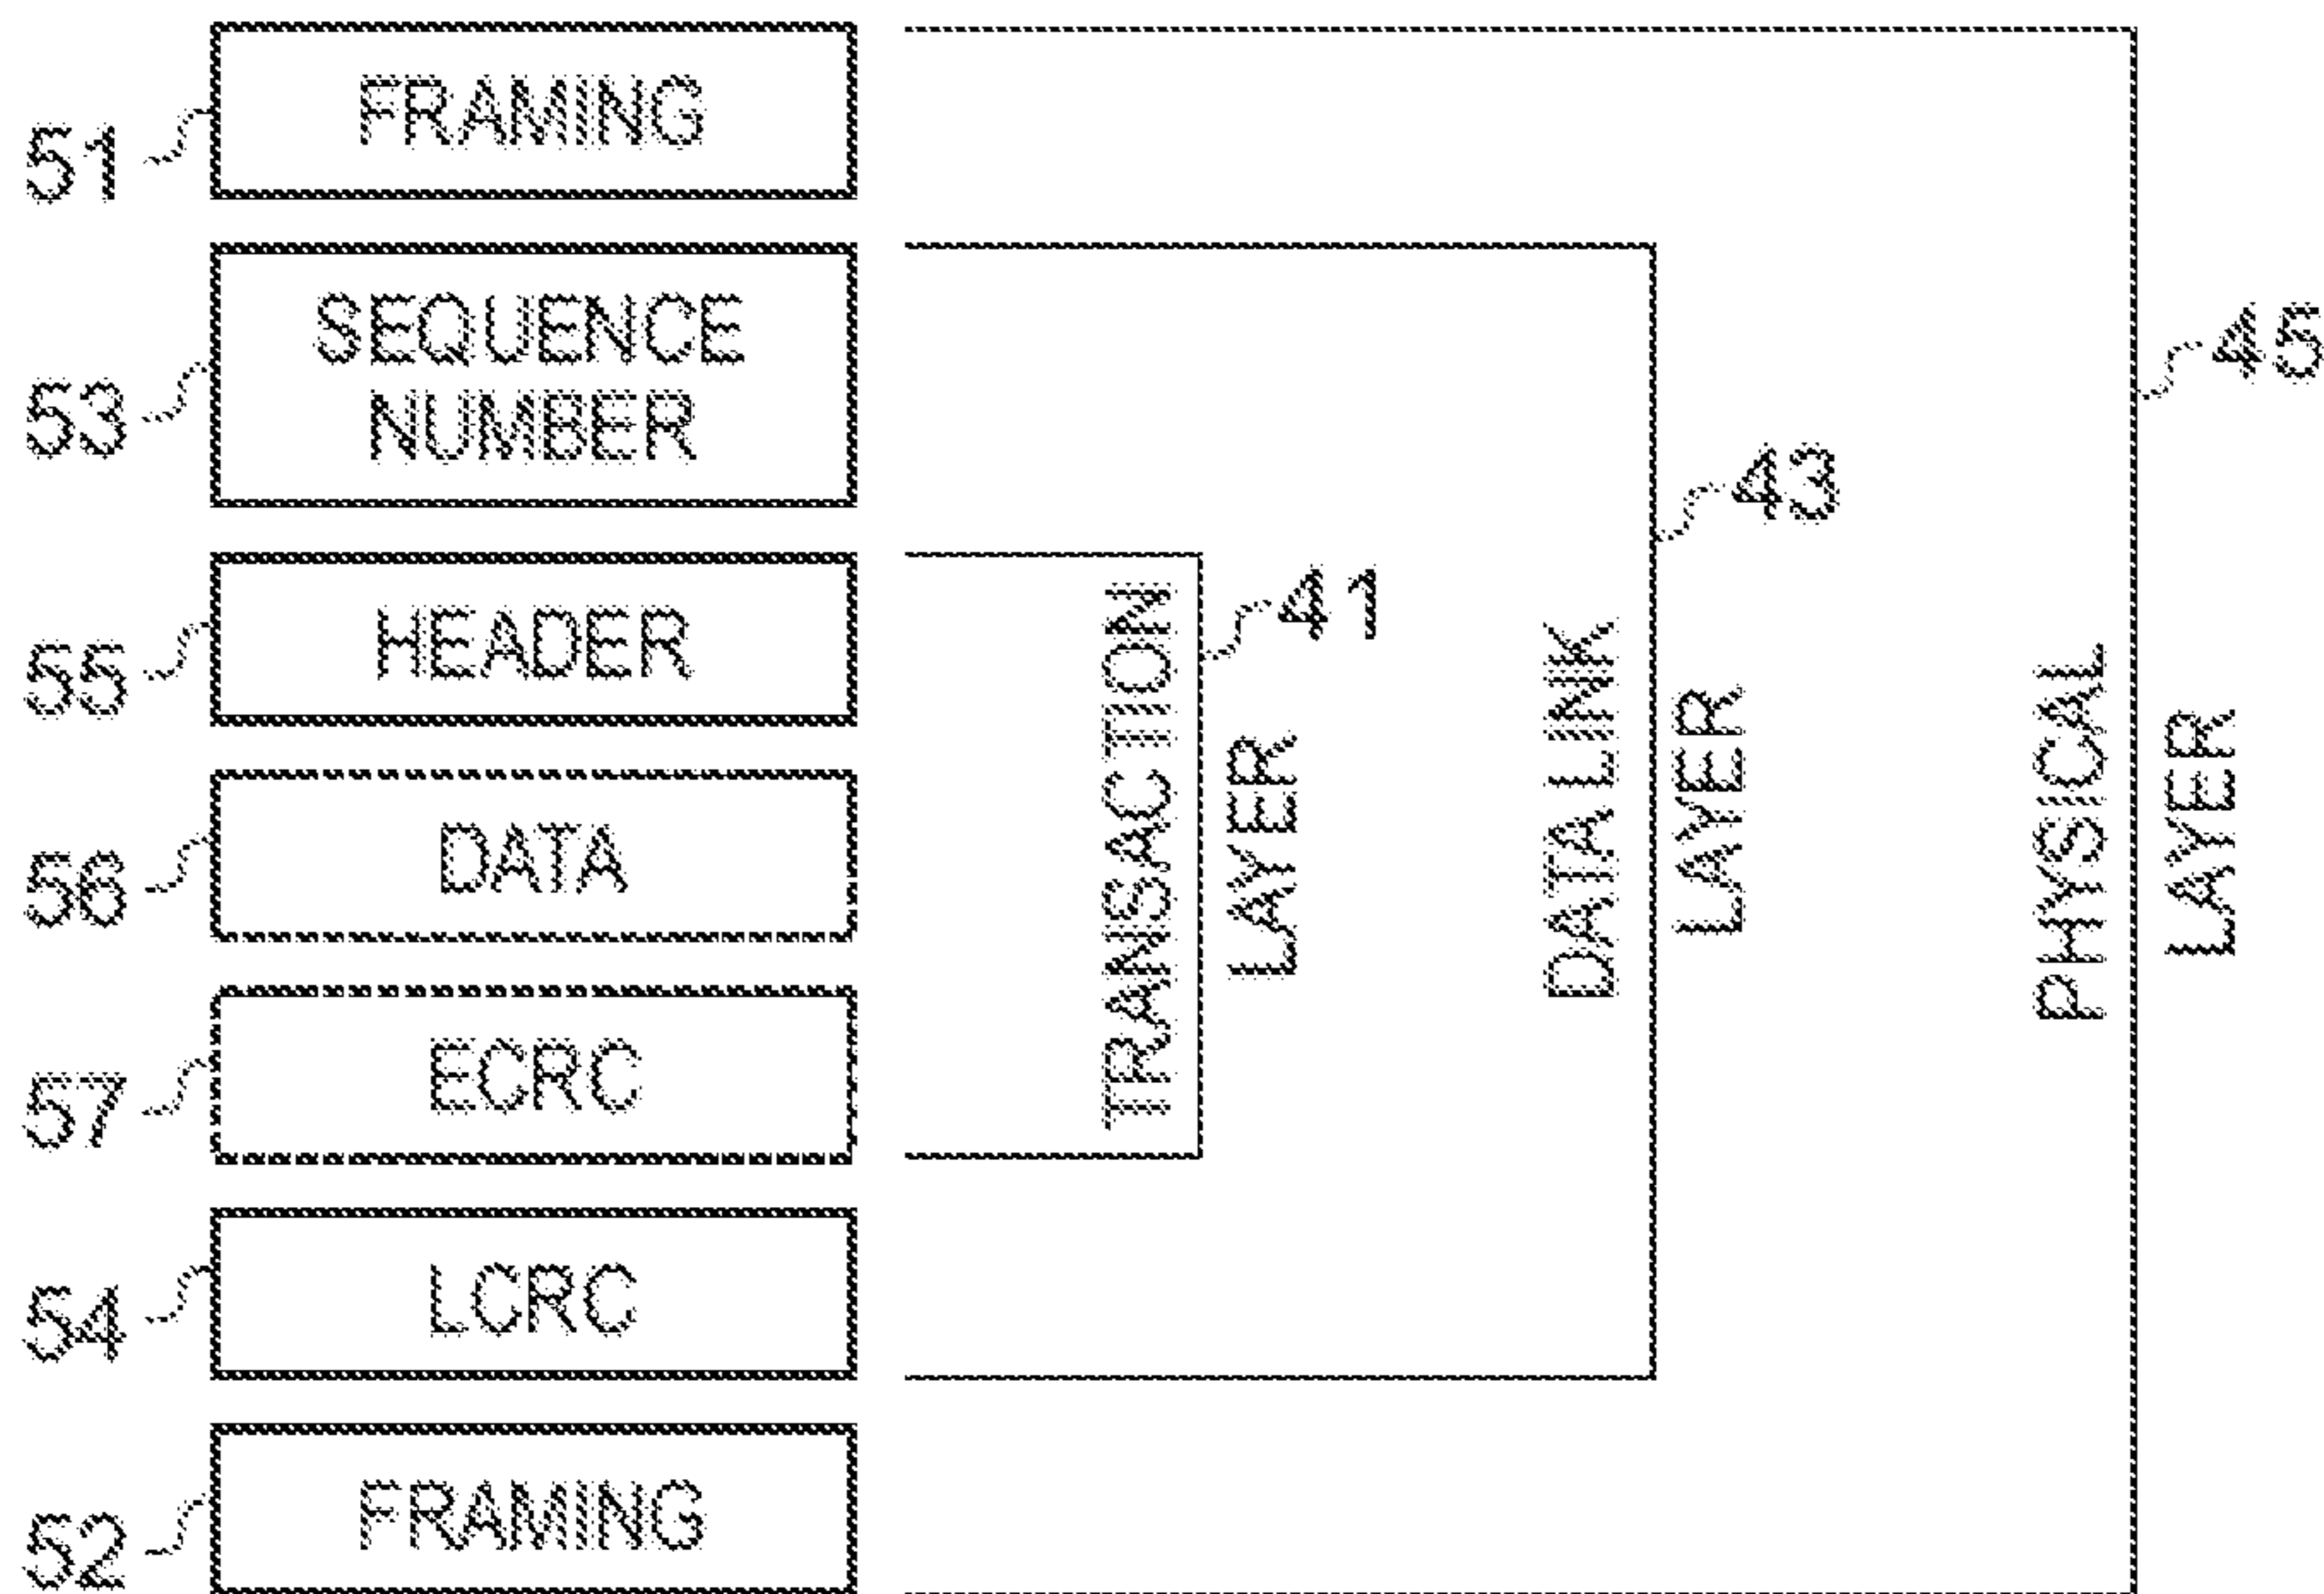 FRAMING
51
SEQUENCE
NUMBER
53
HEADER
55
DATA
56
ECRC
57
LCRC
54
FRAMING
52
TRANSACTION
LAYER
41
DATA LINK
LAYER
43
PHYSICAL
LAYER
45